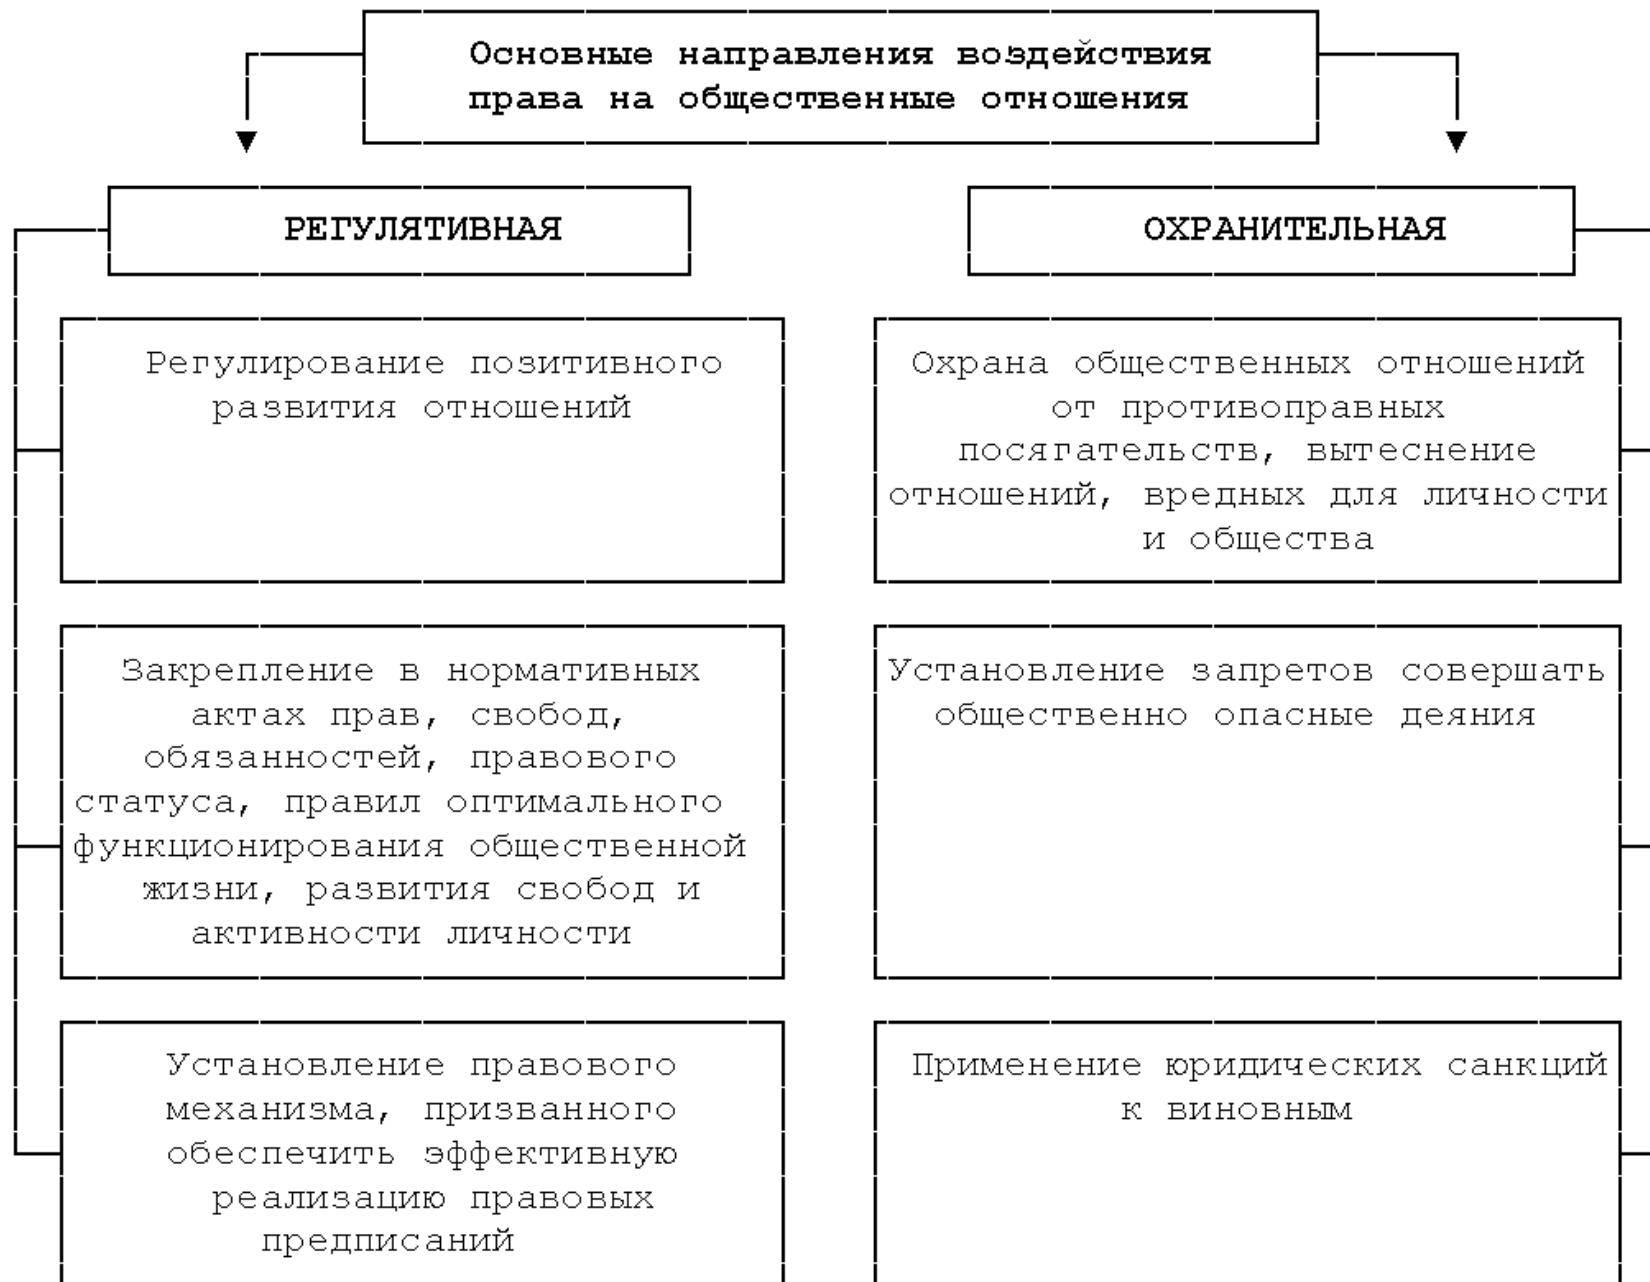 Основные направления воздействия
права на общественные отношения
РЕГУЛЯТИВНАЯ
ОХРАНИТЕЛЬНАЯ
Регулирование позитивного
развития отношений
Охрана общественных отношений
от противоправных
посягательств, вытеснение
отношений, вредных для личности
и общества
Закрепление в нормативных
актах прав, свобод,
обязанностей, правового
статуса, правил оптимального
функционирования общественной
жизни, развития свобод и
активности личности
Установление запретов совершать
общественно опасные деяния
Установление правового
механизма, призванного
обеспечить эффективную
реализацию правовых
предписаний
Применение юридических санкций
к виновным